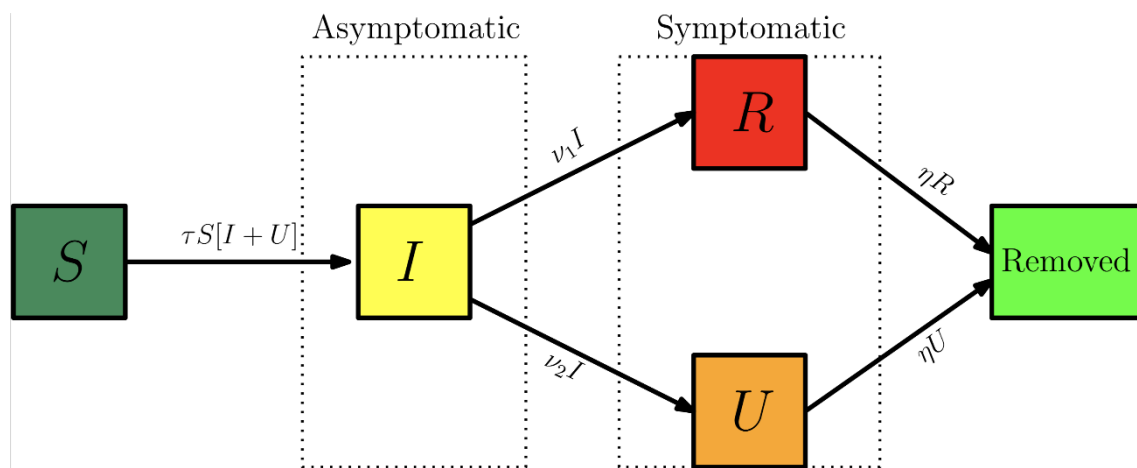 Asymptomatic
Symptomatic
R
ν₁I
ηR
τS[I + U]
S
I
Removed
ν₂I
ηU
U